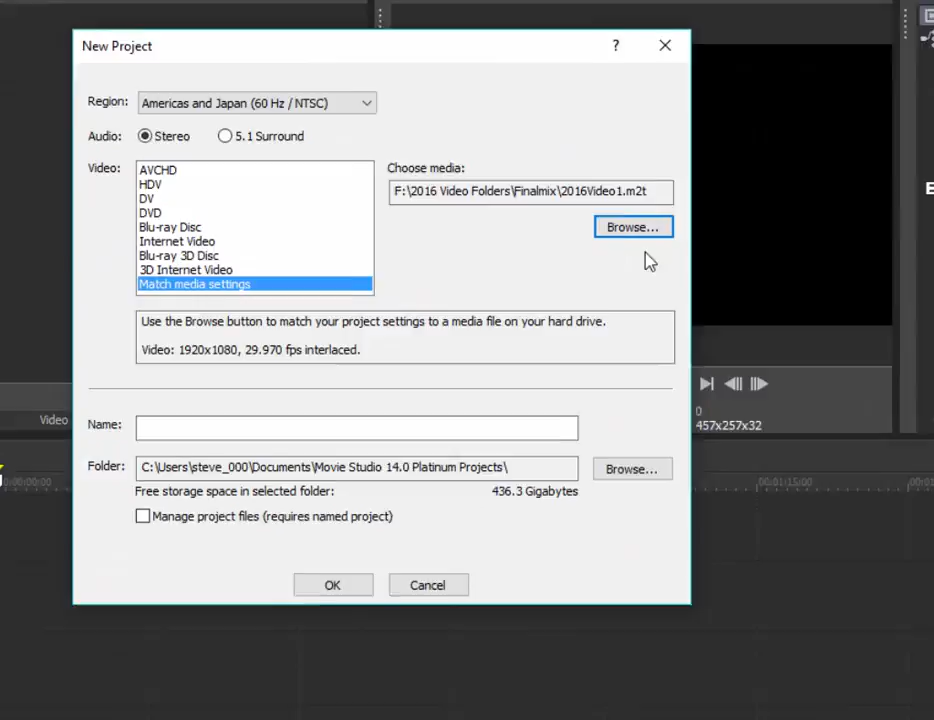 New Project
?
Region: Americas and Japan (60 Hz / NTSC)
Audio: Stereo 5.1 Surround
Video:
AVCHD
HDV
DV
DVD
Blu-ray Disc
Internet Video
Blu-ray 3D Disc
3D Internet Video
Match media settings
Choose media:
F:\2016 Video Folders\Finalmix\2016Video1.m2t
Browse...
Use the Browse button to match your project settings to a media file on your hard drive.
Video: 1920x1080, 29.970 fps interlaced.
Name:
Folder: C:\Users\steve_000\Documents\Movie Studio 14.0 Platinum Projects\ Browse...
Free storage space in selected folder: 436.3 Gigabytes
Manage project files (requires named project)
OK Cancel
Video
0
457x257x32
00:01:15:00